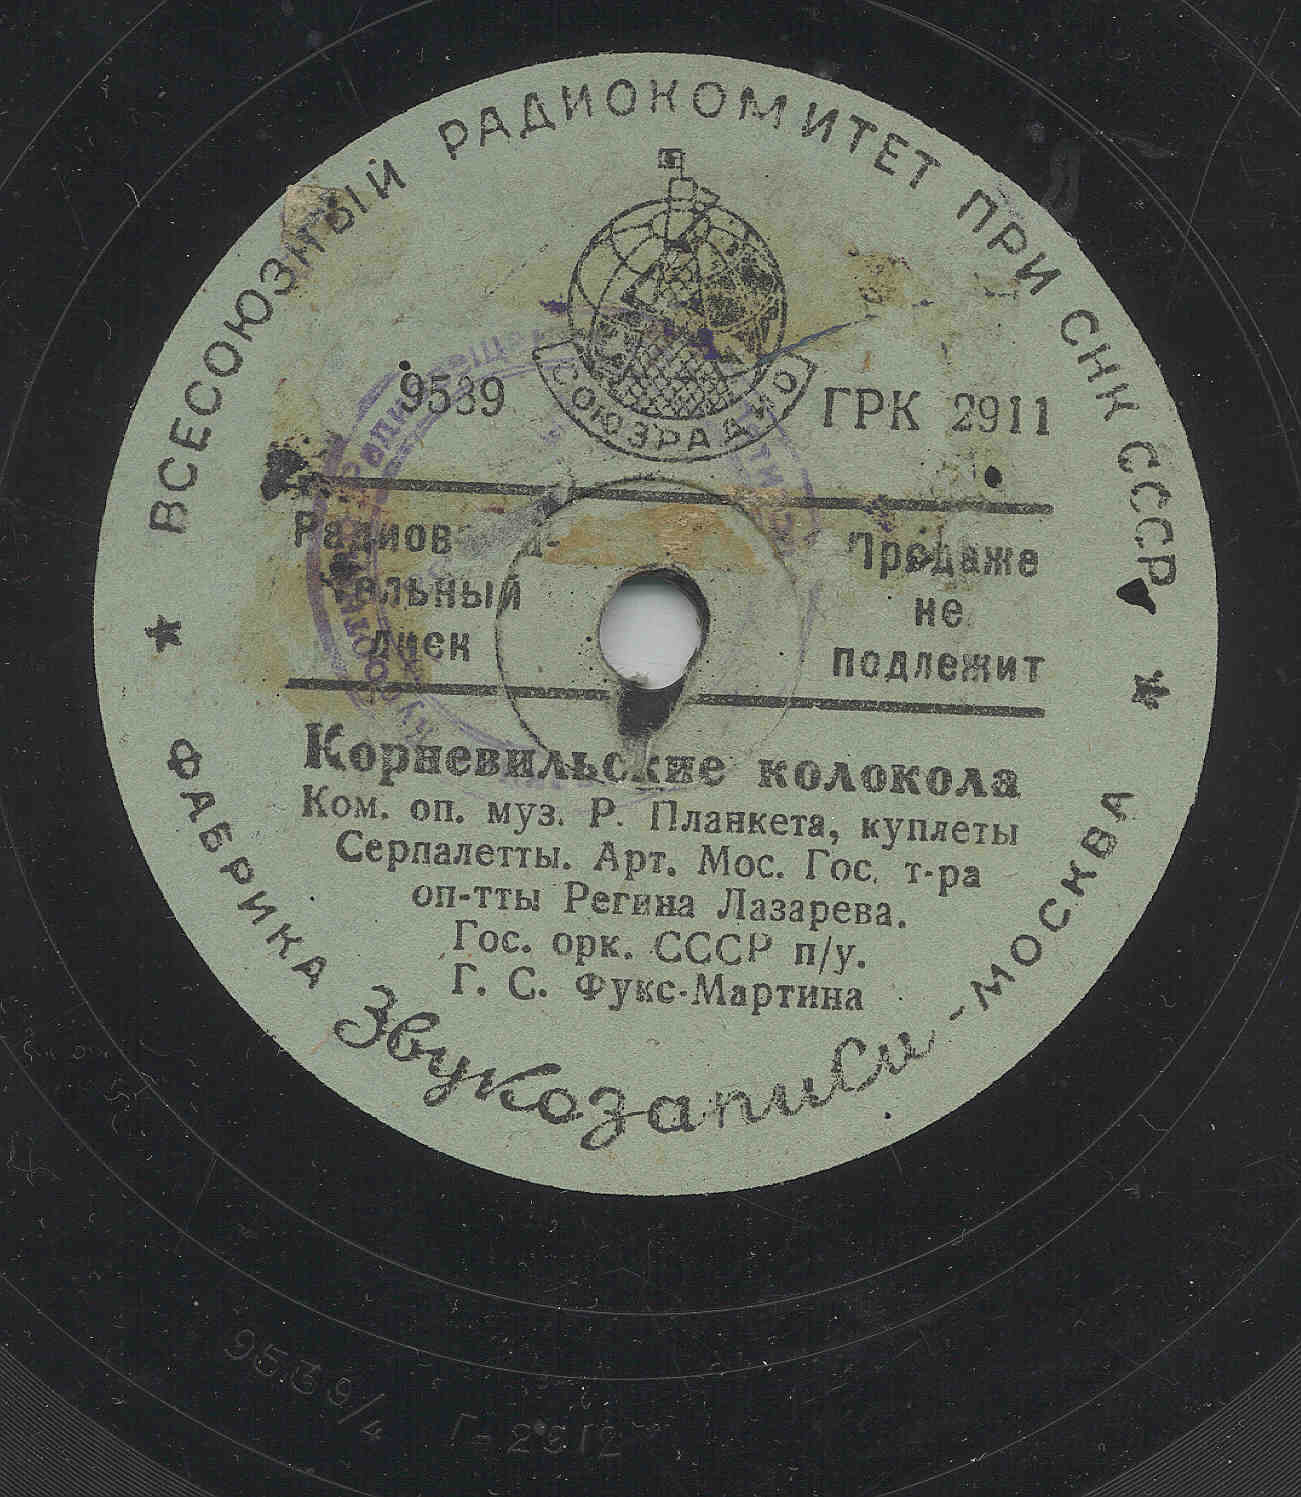 ВСЕСОЮЗНЫЙ РАДИОКОМИТЕТ ПРИ СНК СССР
СОЮЗРАДИО
9539 ГРК 2911
Продаже
тельный не
диск подлежит
Корневильские колокола
Ком. оп. муз. Р. Планкета, куплеты
Серпалетты. Арт. Мос. Гос. т-ра
оп-тты Регина Лазарева.
Гос. орк. СССР п/у.
Г. С. Фукс-Мартина
ФАБРИКА Звукозаписи - МОСКВА
9539/4